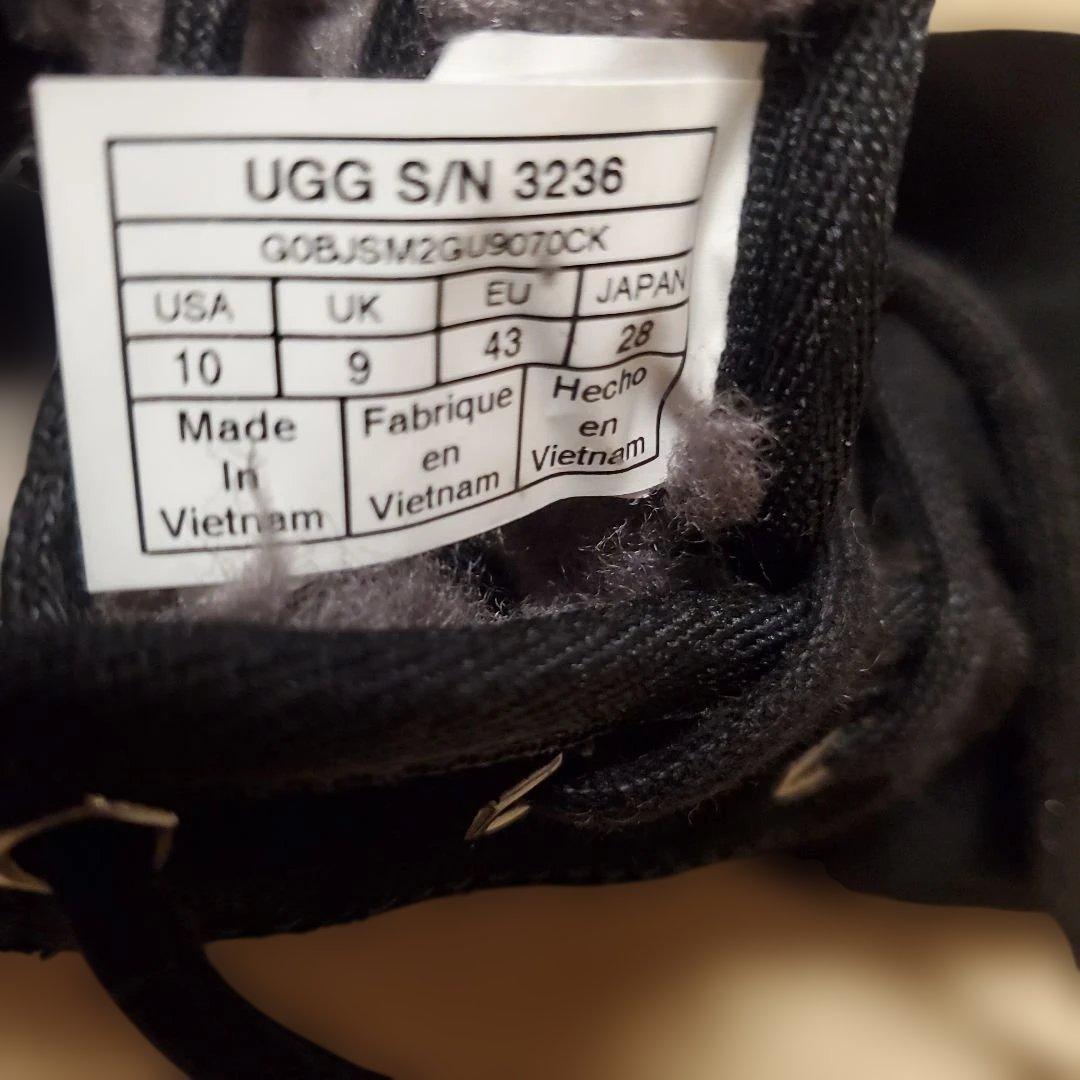 UGG S/N 3236
G0BJSM2GU9070CK
USA UK EU JAPAN
10 9 43 28
Made
In
Vietnam
Fabrique
en
Vietnam
Hecho
en
Vietnam